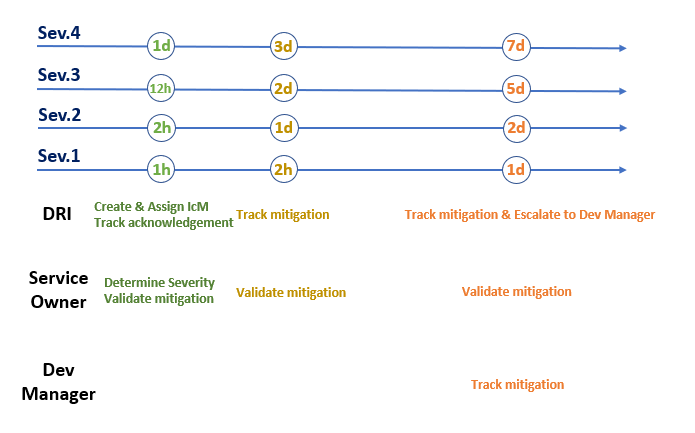 Sev.4
1d 3d 7d
Sev.3
12h 2d 5d
Sev.2
2h 1d 2d
Sev.1
1h 2h 1d
DRI
Create & Assign IcM
Track acknowledgement
Track mitigation
Track mitigation & Escalate to Dev Manager
Service
Owner
Determine Severity
Validate mitigation
Validate mitigation
Validate mitigation
Dev
Manager
Track mitigation